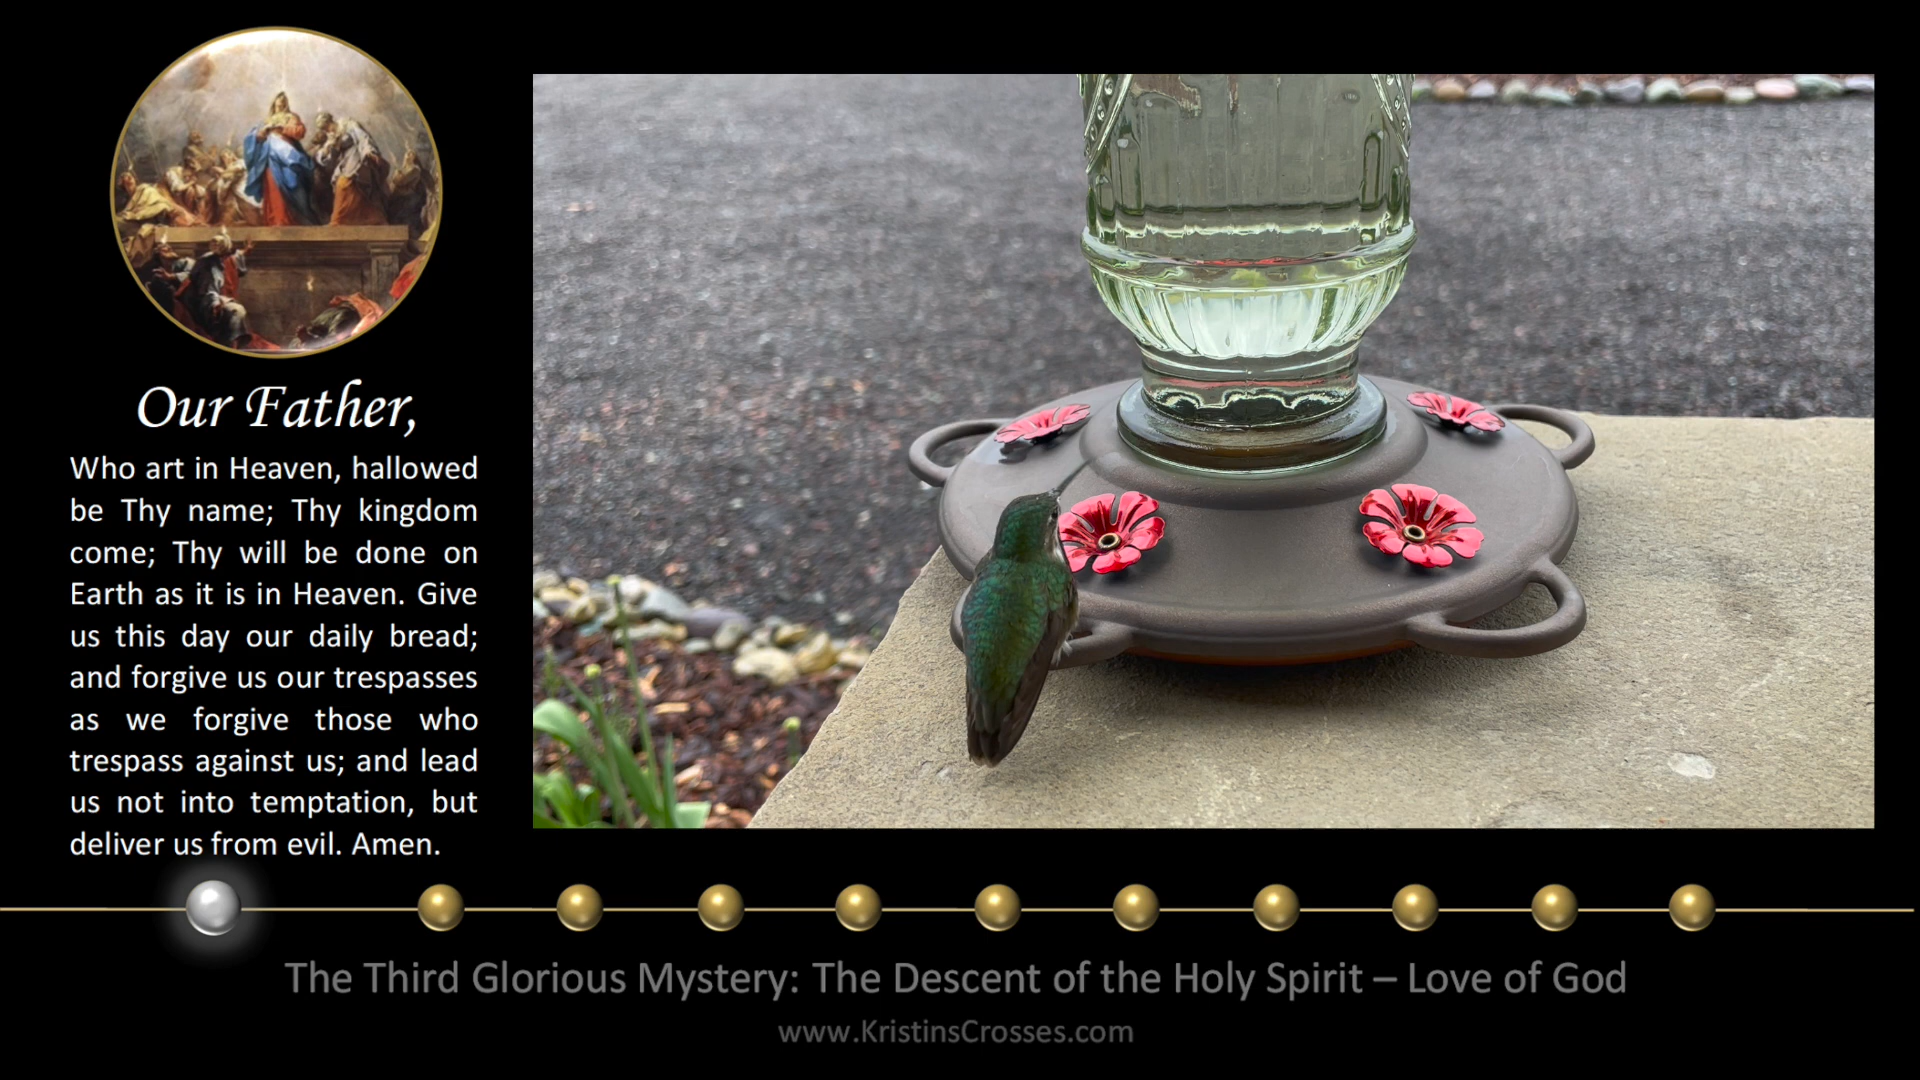 Our Father,
Who art in Heaven, hallowed
be Thy name; Thy kingdom
come; Thy will be done on
Earth as it is in Heaven. Give
us this day our daily bread;
and forgive us our trespasses
as we forgive those who
trespass against us; and lead
us not into temptation, but
deliver us from evil. Amen.
The Third Glorious Mystery: The Descent of the Holy Spirit – Love of God
www.KristinsCrosses.com